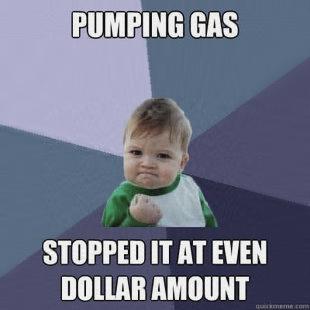 PUMPING GAS
STOPPED IT AT EVEN
DOLLAR AMOUNT
quickmeme.com